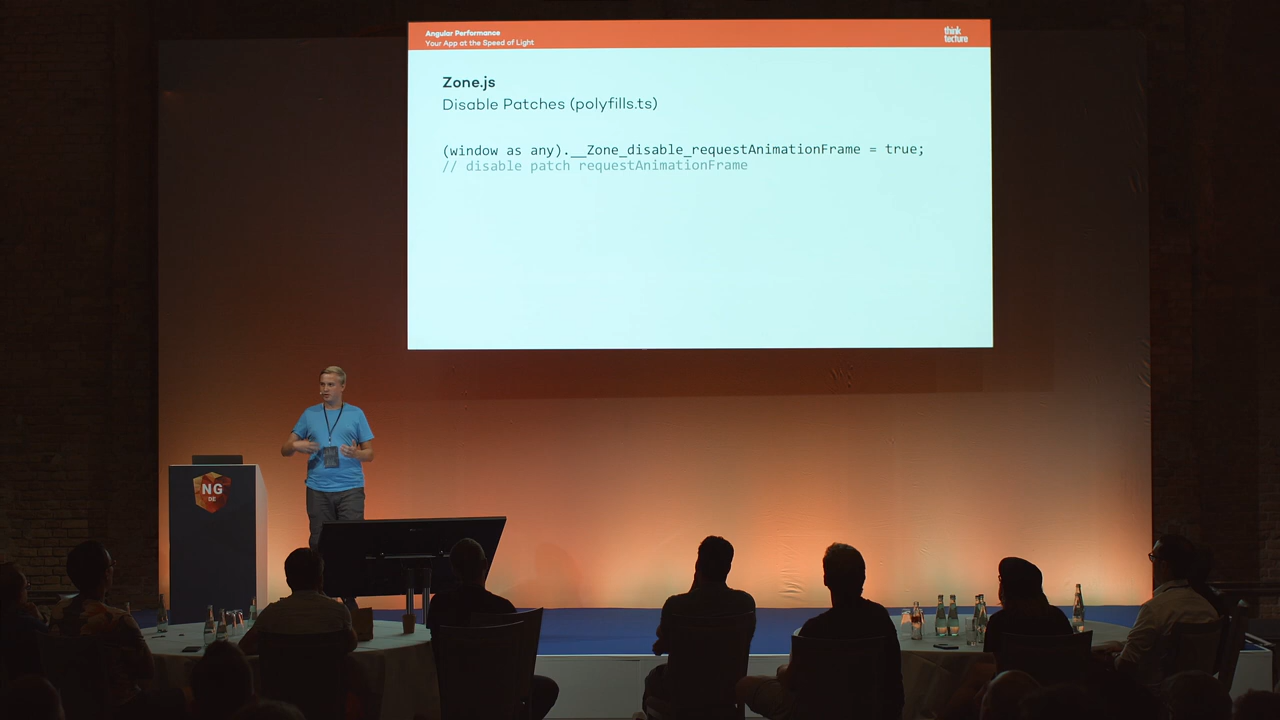 Angular Performance
Your App at the Speed of Light
think
tecture
Zone.js
Disable Patches (polyfills.ts)
(window as any).__Zone_disable_requestAnimationFrame = true;
// disable patch requestAnimationFrame
NG
DE